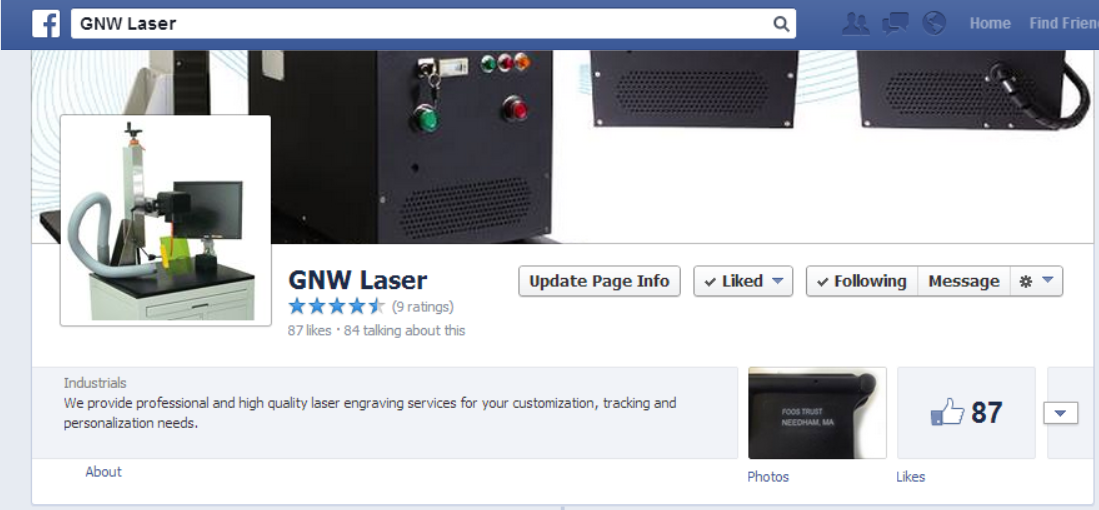 GNW Laser
Home Find Frien
GNW Laser
(9 ratings)
87 likes · 84 talking about this
Update Page Info
Liked
Following
Message
Industrials
We provide professional and high quality laser engraving services for your customization, tracking and
personalization needs.
About
FOOS TRUST
NEEDHAM, MA
Photos
87
Likes